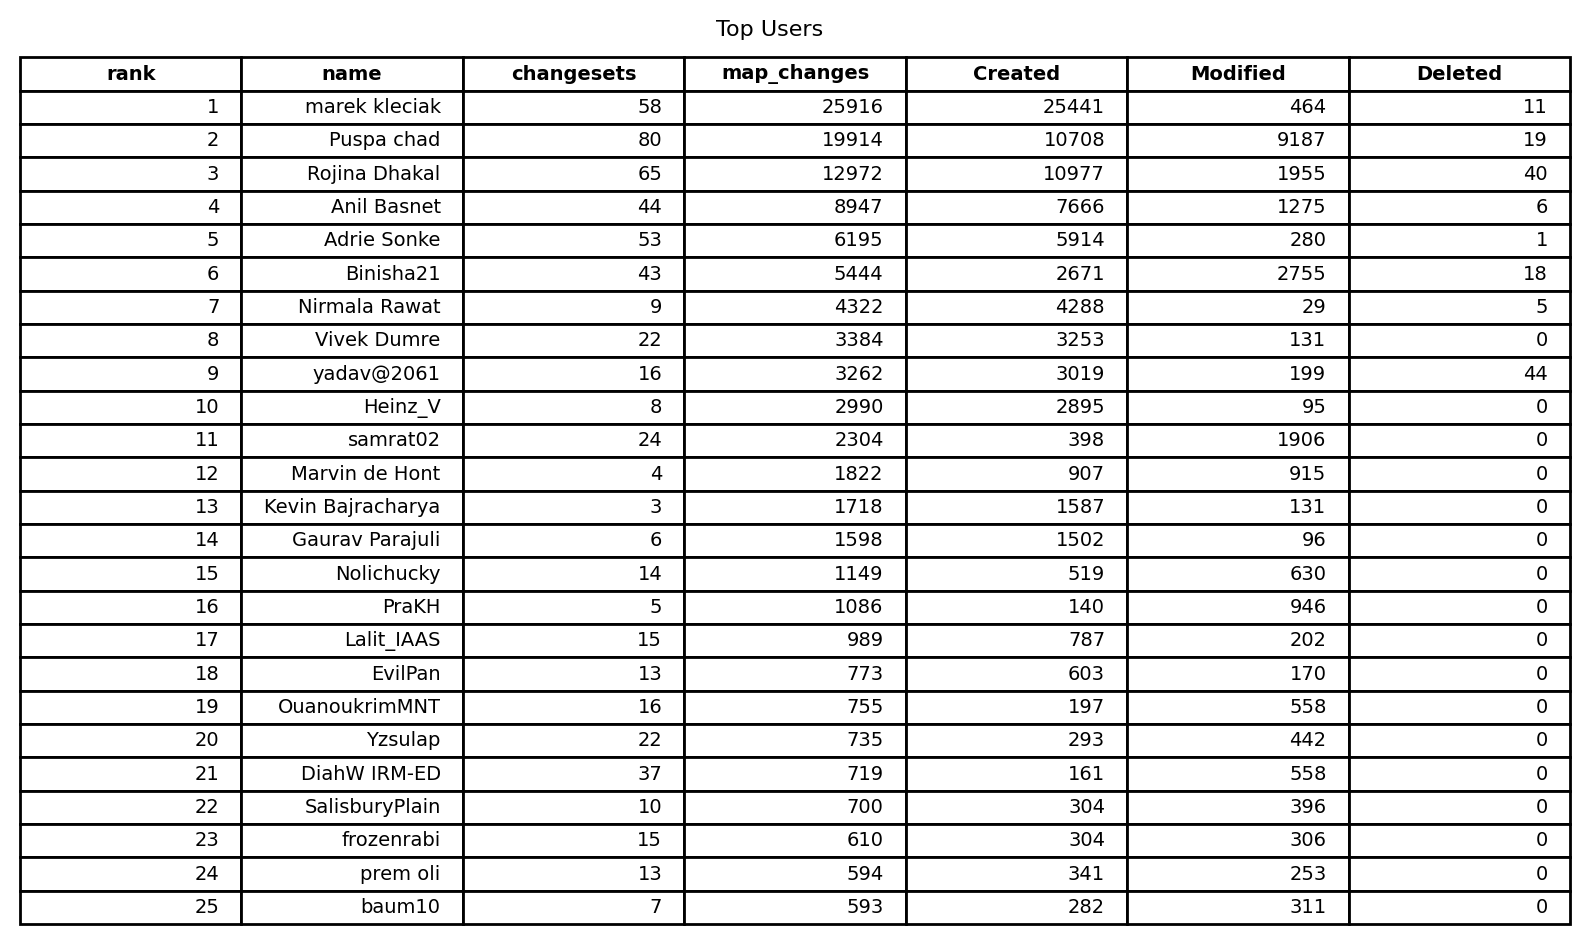 Top Users
rank name changesets map_changes Created Modified Deleted
1 marek kleciak 58 25916 25441 464 11
2 Puspa chad 80 19914 10708 9187 19
3 Rojina Dhakal 65 12972 10977 1955 40
4 Anil Basnet 44 8947 7666 1275 6
5 Adrie Sonke 53 6195 5914 280 1
6 Binisha21 43 5444 2671 2755 18
7 Nirmala Rawat 9 4322 4288 29 5
8 Vivek Dumre 22 3384 3253 131 0
9 yadav@2061 16 3262 3019 199 44
10 Heinz_V 8 2990 2895 95 0
11 samrat02 24 2304 398 1906 0
12 Marvin de Hont 4 1822 907 915 0
13 Kevin Bajracharya 3 1718 1587 131 0
14 Gaurav Parajuli 6 1598 1502 96 0
15 Nolichucky 14 1149 519 630 0
16 PraKH 5 1086 140 946 0
17 Lalit_IAAS 15 989 787 202 0
18 EvilPan 13 773 603 170 0
19 OuanoukrimMNT 16 755 197 558 0
20 Yzsulap 22 735 293 442 0
21 DiahW IRM-ED 37 719 161 558 0
22 SalisburyPlain 10 700 304 396 0
23 frozenrabi 15 610 304 306 0
24 prem oli 13 594 341 253 0
25 baum10 7 593 282 311 0